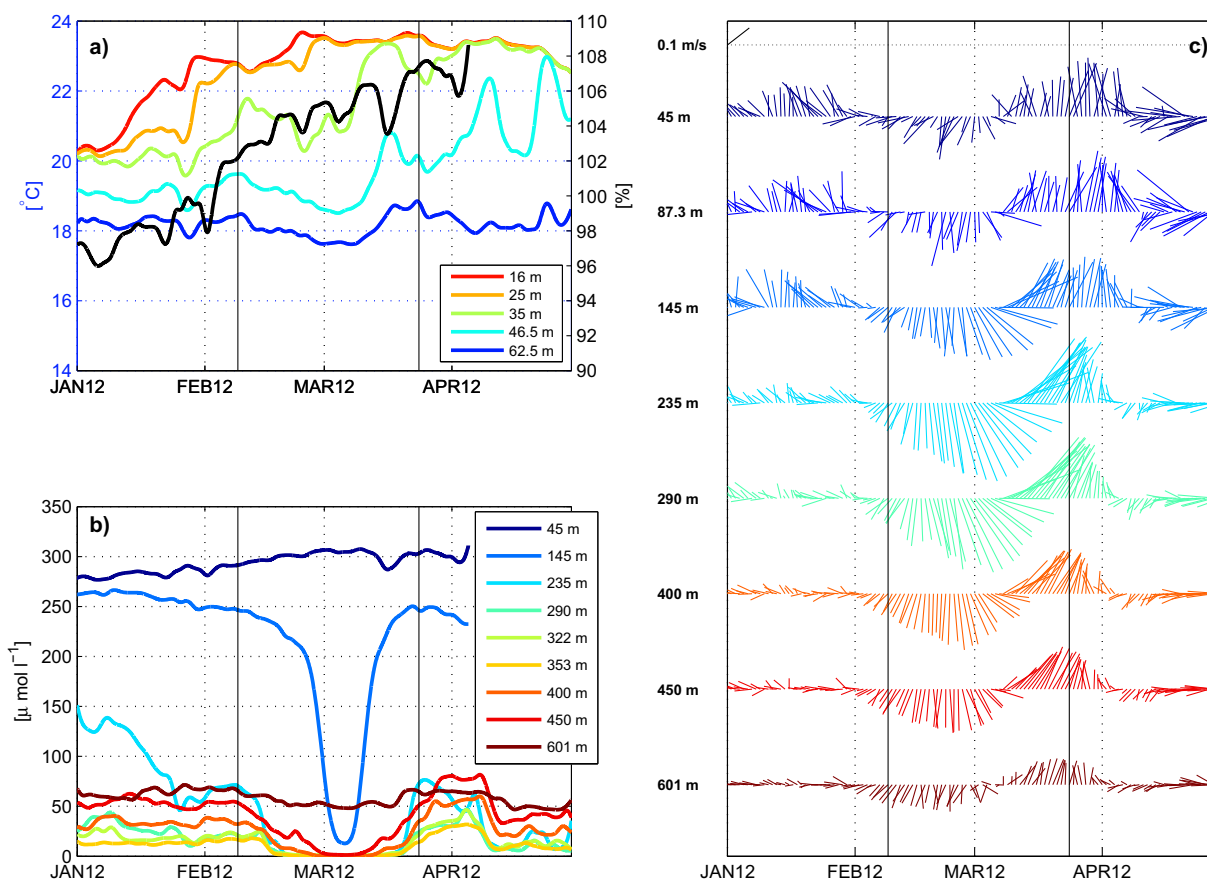 a)
24
22
20
18
16
14
[°C]
110
108
106
104
102
100
98
96
94
92
90
[%]
16 m
25 m
35 m
46.5 m
62.5 m
JAN12 FEB12 MAR12 APR12
b)
350
300
250
200
150
100
50
0
[μ mol l⁻¹]
45 m
145 m
235 m
290 m
322 m
353 m
400 m
450 m
601 m
JAN12 FEB12 MAR12 APR12
c)
0.1 m/s
45 m
87.3 m
145 m
235 m
290 m
400 m
450 m
601 m
JAN12 FEB12 MAR12 APR12